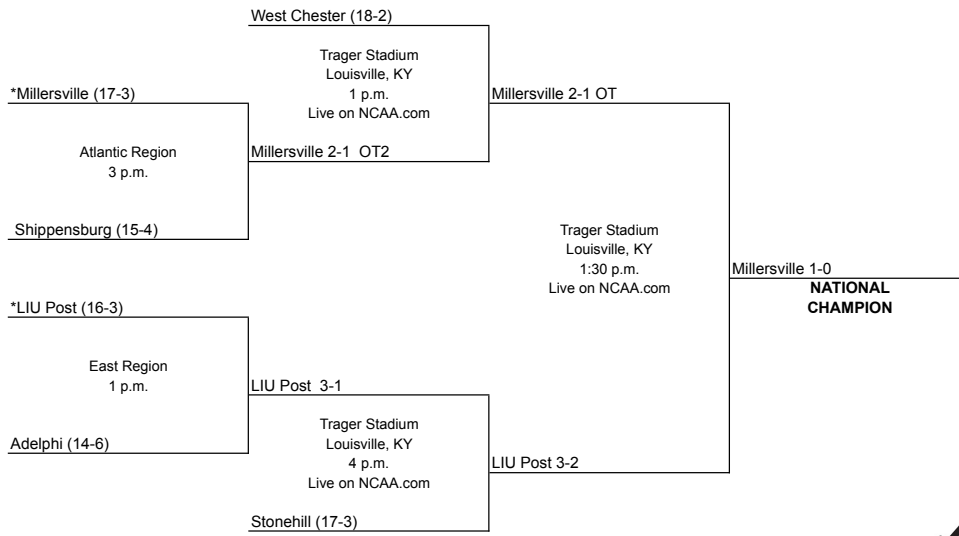 West Chester (18-2)
Trager Stadium
Louisville, KY
1 p.m.
Live on NCAA.com
*Millersville (17-3)
Millersville 2-1 OT
Atlantic Region
3 p.m.
Millersville 2-1  OT2
Shippensburg (15-4)
Trager Stadium
Louisville, KY
1:30 p.m.
Live on NCAA.com
Millersville 1-0
NATIONAL
CHAMPION
*LIU Post (16-3)
East Region
1 p.m.
LIU Post  3-1
Adelphi (14-6)
Trager Stadium
Louisville, KY
4 p.m.
Live on NCAA.com
LIU Post 3-2
Stonehill (17-3)